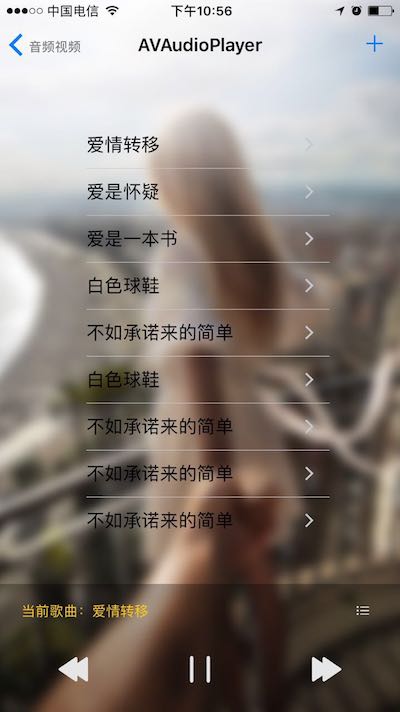 中国电信
下午10:56
音频视频
AVAudioPlayer
爱情转移
爱是怀疑
爱是一本书
白色球鞋
不如承诺来的简单
白色球鞋
不如承诺来的简单
不如承诺来的简单
不如承诺来的简单
当前歌曲：爱情转移